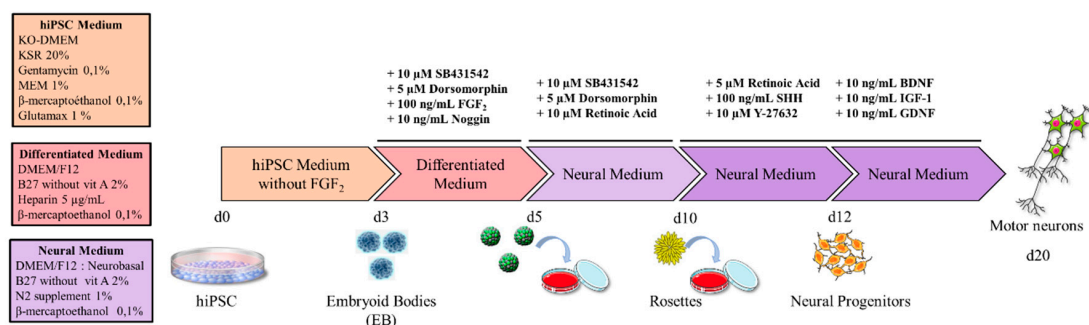 hiPSC Medium
KO-DMEM
KSR 20%
Gentamycin 0,1%
MEM 1%
β-mercaptoéthanol 0,1%
Glutamax 1 %
Differentiated Medium
DMEM/F12
B27 without vit A 2%
Heparin 5 µg/mL
β-mercaptoethanol 0,1%
Neural Medium
DMEM/F12 : Neurobasal
B27 without vit A 2%
N2 supplement 1%
β-mercaptoethanol 0,1%
+ 10 µM SB431542
+ 5 µM Dorsomorphin
+ 100 ng/mL FGF₂
+ 10 ng/mL Noggin
+ 10 µM SB431542
+ 5 µM Dorsomorphin
+ 10 µM Retinoic Acid
+ 5 µM Retinoic Acid
+ 100 ng/mL SHH
+ 10 µM Y-27632
+ 10 ng/mL BDNF
+ 10 ng/mL IGF-1
+ 10 ng/mL GDNF
hiPSC Medium
without FGF₂
Differentiated
Medium
Neural Medium
Neural Medium
Neural Medium
d0
d3
d5
d10
d12
Motor neurons
d20
hiPSC
Embryoid Bodies
(EB)
Rosettes
Neural Progenitors